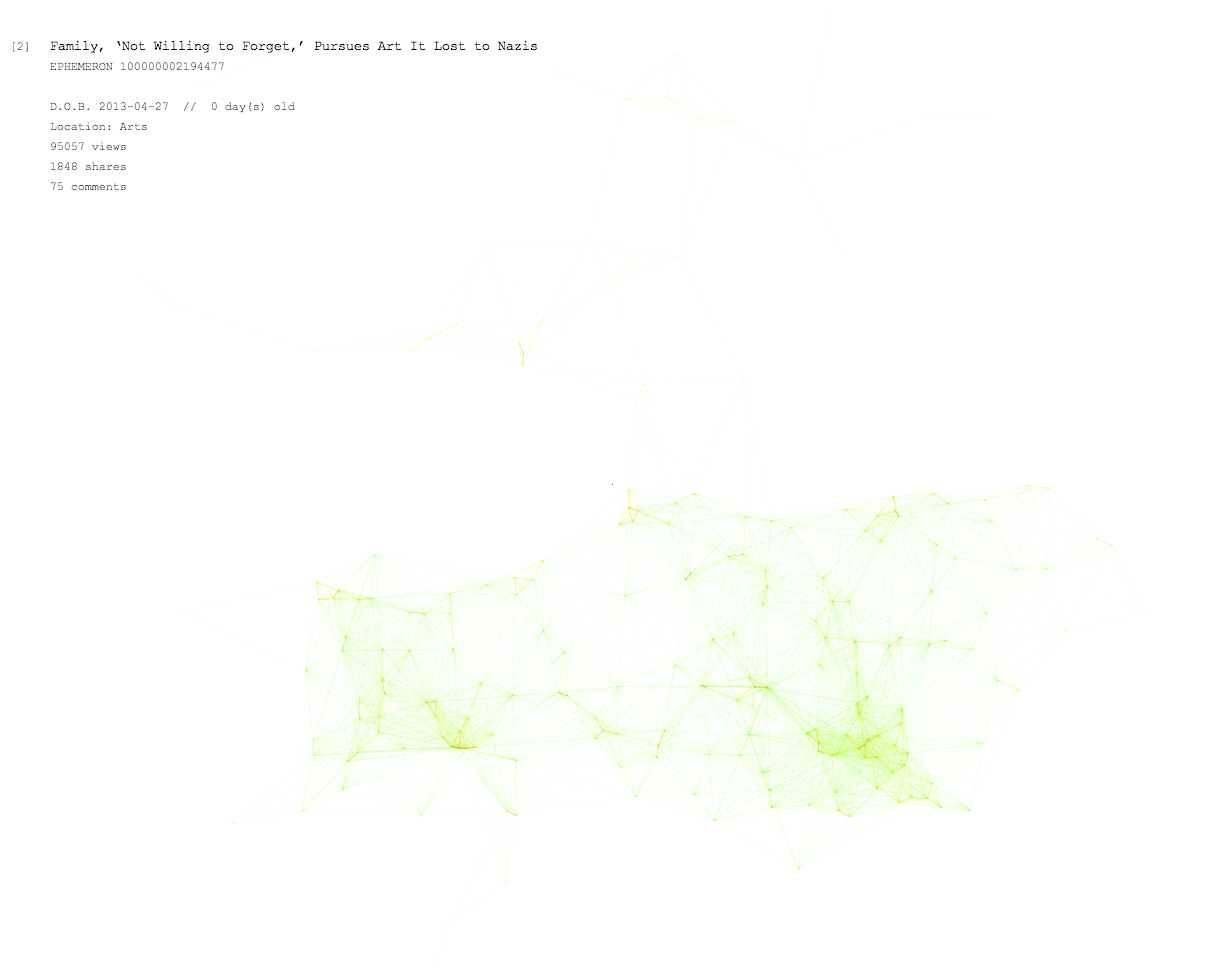 [2] Family, ‘Not Willing to Forget,’ Pursues Art It Lost to Nazis
EPHEMERON 100000002194477
D.O.B. 2013-04-27 // 0 day(s) old
Location: Arts
95057 views
1848 shares
75 comments